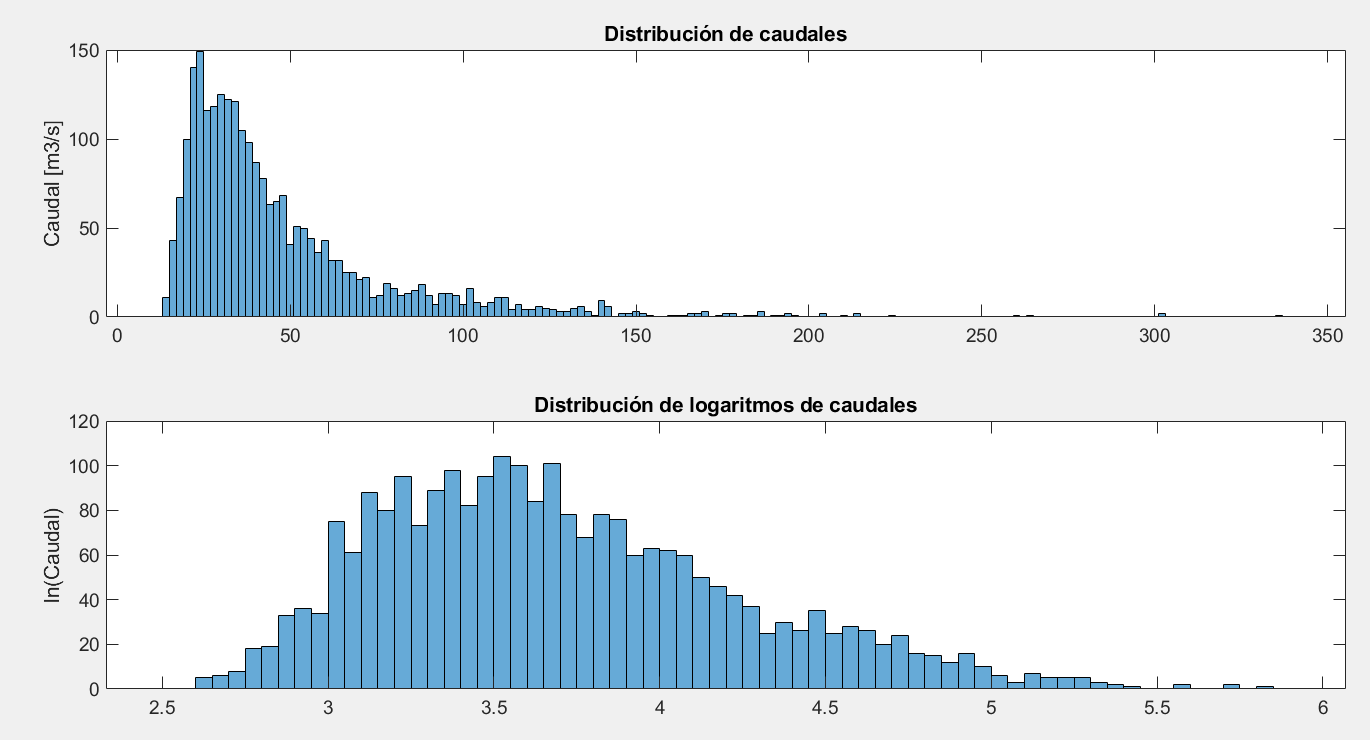 Distribución de caudales
Caudal [m3/s]
150
100
50
0
0 50 100 150 200 250 300 350
Distribución de logaritmos de caudales
ln(Caudal)
120
100
80
60
40
20
0
2.5 3 3.5 4 4.5 5 5.5 6